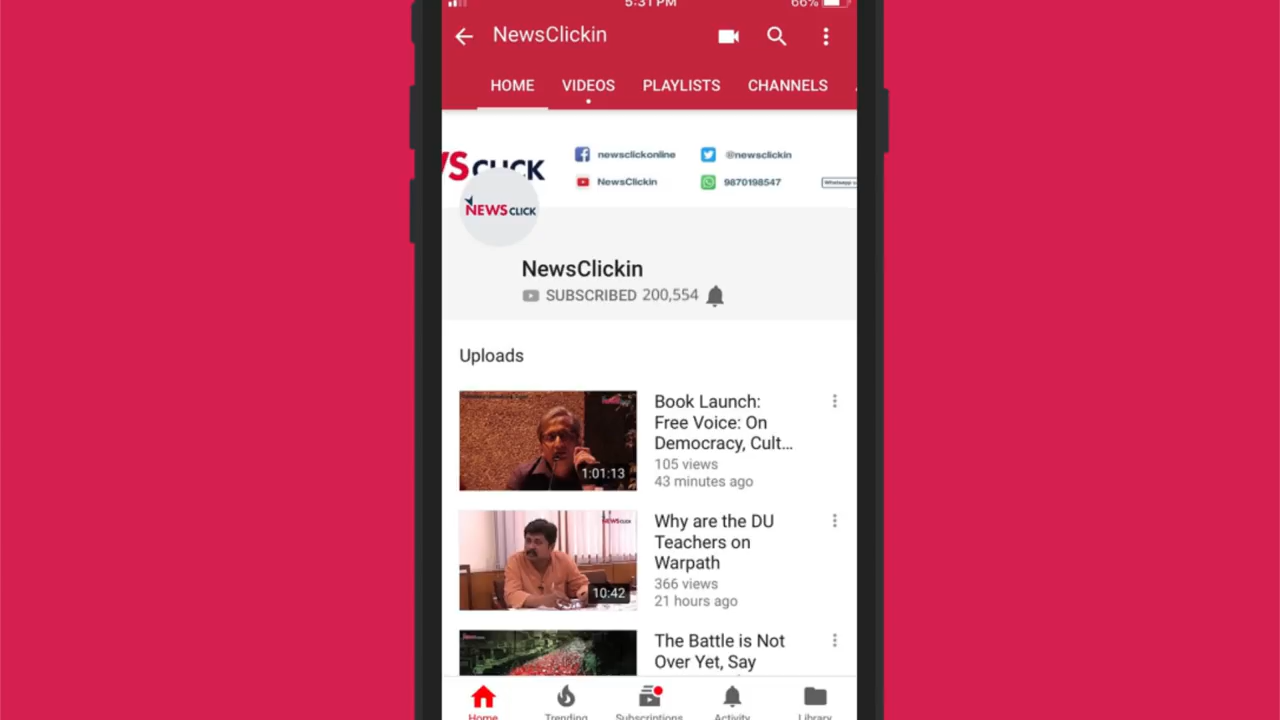 5:31 PM 66%
NewsClickin
HOME VIDEOS PLAYLISTS CHANNELS
WS CLICK
newsclickonline @newsclickin
NewsClickin 9870198547
NEWS CLICK
NewsClickin
SUBSCRIBED 200,554
Uploads
Book Launch:
Free Voice: On
Democracy, Cult...
105 views
43 minutes ago
1:01:13
Why are the DU
Teachers on
Warpath
366 views
21 hours ago
NEWSCLICK
10:42
The Battle is Not
Over Yet, Say
Home Trending Subscriptions Activity Library